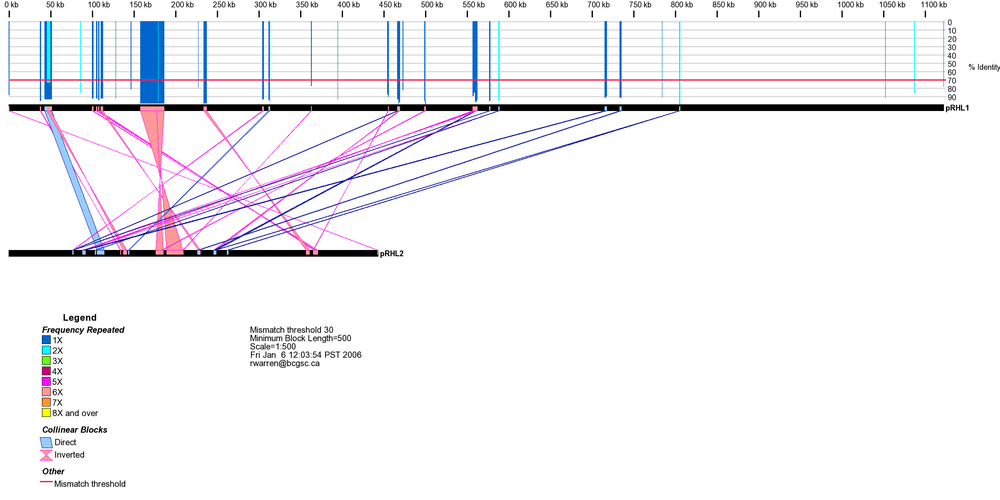 0 kb 50 kb 100 kb 150 kb 200 kb 250 kb 300 kb 350 kb 400 kb 450 kb 500 kb 550 kb 600 kb 650 kb 700 kb 750 kb 800 kb 850 kb 900 kb 950 kb 1000 kb 1050 kb 1100 kb
0
10
20
30
40
50
60
70
80
90
% Identity
pRHL1
pRHL2
Legend
Frequency Repeated
1X
2X
3X
4X
5X
6X
7X
8X and over
Collinear Blocks
Direct
Inverted
Other
Mismatch threshold
Mismatch threshold 30
Minimum Block Length=500
Scale=1:500
Fri Jan 6 12:03:54 PST 2006
rwarren@bcgsc.ca